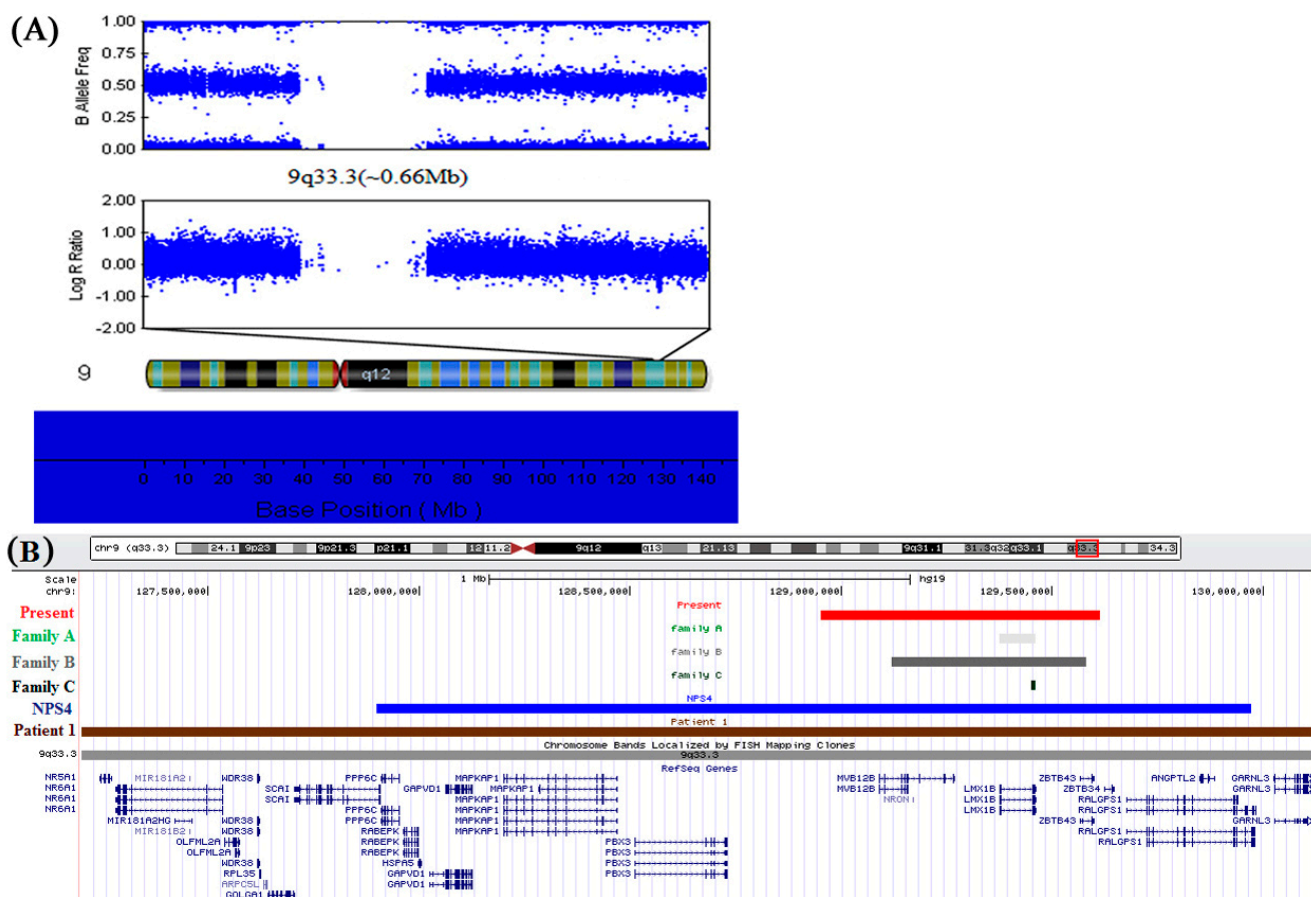 (A)
1.00
0.75
0.50
0.25
0.00
B Allele Freq
9q33.3(~0.66Mb)
2.00
1.00
0.00
-1.00
-2.00
Log R Ratio
9
q12
0 10 20 30 40 50 60 70 80 90 100 110 120 130 140
Base Position ( Mb )
(B)
chr9 (q33.3) 24.1 9p23 9p21.3 p21.1 12 11.2 9q12 q13 21.13 9q31.1 31.3 q32 q33.1 q33.3 34.3
Scale 1 Mb hg19
chr9: 127,500,000 128,000,000 128,500,000 129,000,000 129,500,000 130,000,000
Present Present
Family A family A
Family B family B
Family C family C
NPS4 NPS4
Patient 1 Patient 1
Chromosome Bands Localized by FISH Mapping Clones
9q33.3 9q33.3
RefSeq Genes
NR5A1 MIR181A2 WDR38 PPP6C GAPVD1 MAPKAP1 MVB12B ZBTB43 ANGPTL2 GARNL3
NR6A1 SCAI SCAI PPP6C MAPKAP1 MAPKAP1 MVB12B LMX1B ZBTB34 GARNL3
NR6A1 PPP6C MAPKAP1 NRON LMX1B RALGPS1
NR6A1 PPP6C MAPKAP1 LMX1B RALGPS1
MIR181A2HG WDR38 RABEPK MAPKAP1 ZBTB43 GARNL3
MIR181B2 WDR38 RABEPK MAPKAP1 RALGPS1
OLFML2A RABEPK PBX3 RALGPS1
OLFML2A RABEPK PBX3
WDR38 HSPA5 PBX3
RPL35 GAPVD1 PBX3
ARPC5L GAPVD1
GOLGA1